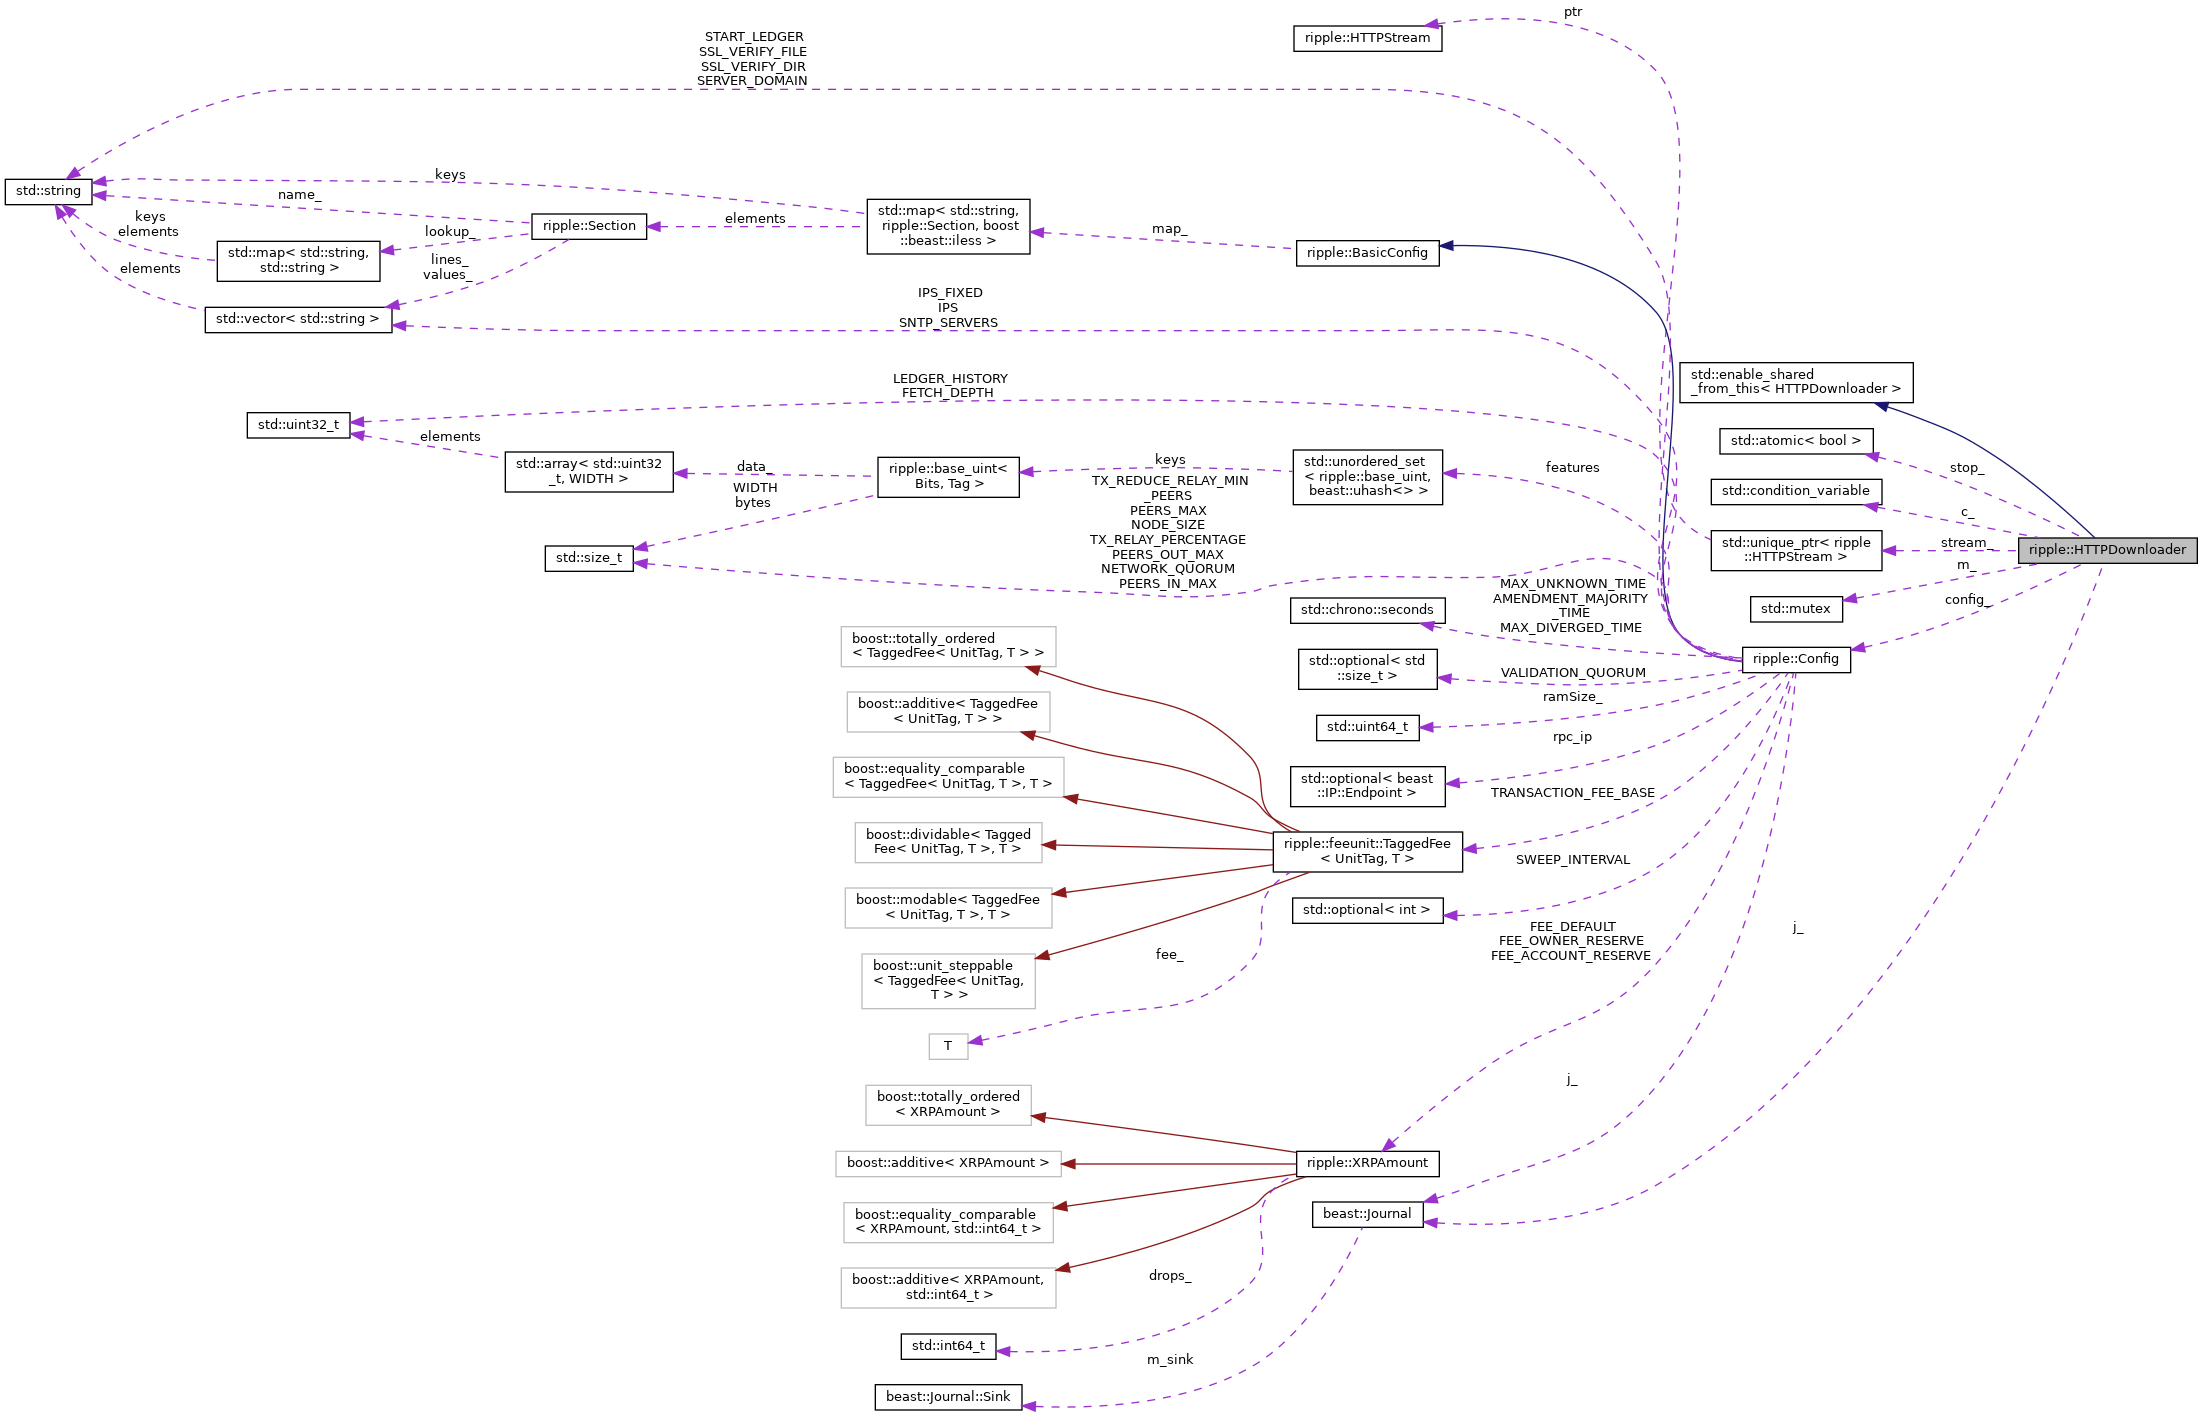 ptr
ripple::HTTPStream
START_LEDGER
SSL_VERIFY_FILE
SSL_VERIFY_DIR
SERVER_DOMAIN
keys
std::string
name_
keys
elements
elements
lookup_
lines_
values_
ripple::Section
elements
std::map< std::string,
ripple::Section, boost
::beast::iless >
map_
ripple::BasicConfig
std::map< std::string,
std::string >
std::vector< std::string >
IPS_FIXED
IPS
SNTP_SERVERS
std::enable_shared
_from_this< HTTPDownloader >
LEDGER_HISTORY
FETCH_DEPTH
std::uint32_t
elements
std::array< std::uint32
_t, WIDTH >
data_
WIDTH
bytes
ripple::base_uint<
Bits, Tag >
keys
std::unordered_set
< ripple::base_uint,
beast::uhash<> >
features
std::atomic< bool >
stop_
std::condition_variable
c_
std::unique_ptr< ripple
::HTTPStream >
stream_
ripple::HTTPDownloader
m_
std::mutex
config_
TX_REDUCE_RELAY_MIN
_PEERS
PEERS_MAX
NODE_SIZE
TX_RELAY_PERCENTAGE
PEERS_OUT_MAX
NETWORK_QUORUM
PEERS_IN_MAX
std::size_t
std::chrono::seconds
MAX_UNKNOWN_TIME
AMENDMENT_MAJORITY
_TIME
MAX_DIVERGED_TIME
ripple::Config
std::optional< std
::size_t >
VALIDATION_QUORUM
ramSize_
std::uint64_t
rpc_ip
std::optional< beast
::IP::Endpoint >
TRANSACTION_FEE_BASE
boost::totally_ordered
< TaggedFee< UnitTag, T > >
boost::additive< TaggedFee
< UnitTag, T > >
boost::equality_comparable
< TaggedFee< UnitTag, T >, T >
boost::dividable< Tagged
Fee< UnitTag, T >, T >
ripple::feeunit::TaggedFee
< UnitTag, T >
SWEEP_INTERVAL
boost::modable< TaggedFee
< UnitTag, T >, T >
std::optional< int >
FEE_DEFAULT
FEE_OWNER_RESERVE
FEE_ACCOUNT_RESERVE
j_
boost::unit_steppable
< TaggedFee< UnitTag,
T > >
fee_
T
j_
boost::totally_ordered
< XRPAmount >
boost::additive< XRPAmount >
ripple::XRPAmount
boost::equality_comparable
< XRPAmount, std::int64_t >
beast::Journal
boost::additive< XRPAmount,
std::int64_t >
drops_
std::int64_t
m_sink
beast::Journal::Sink